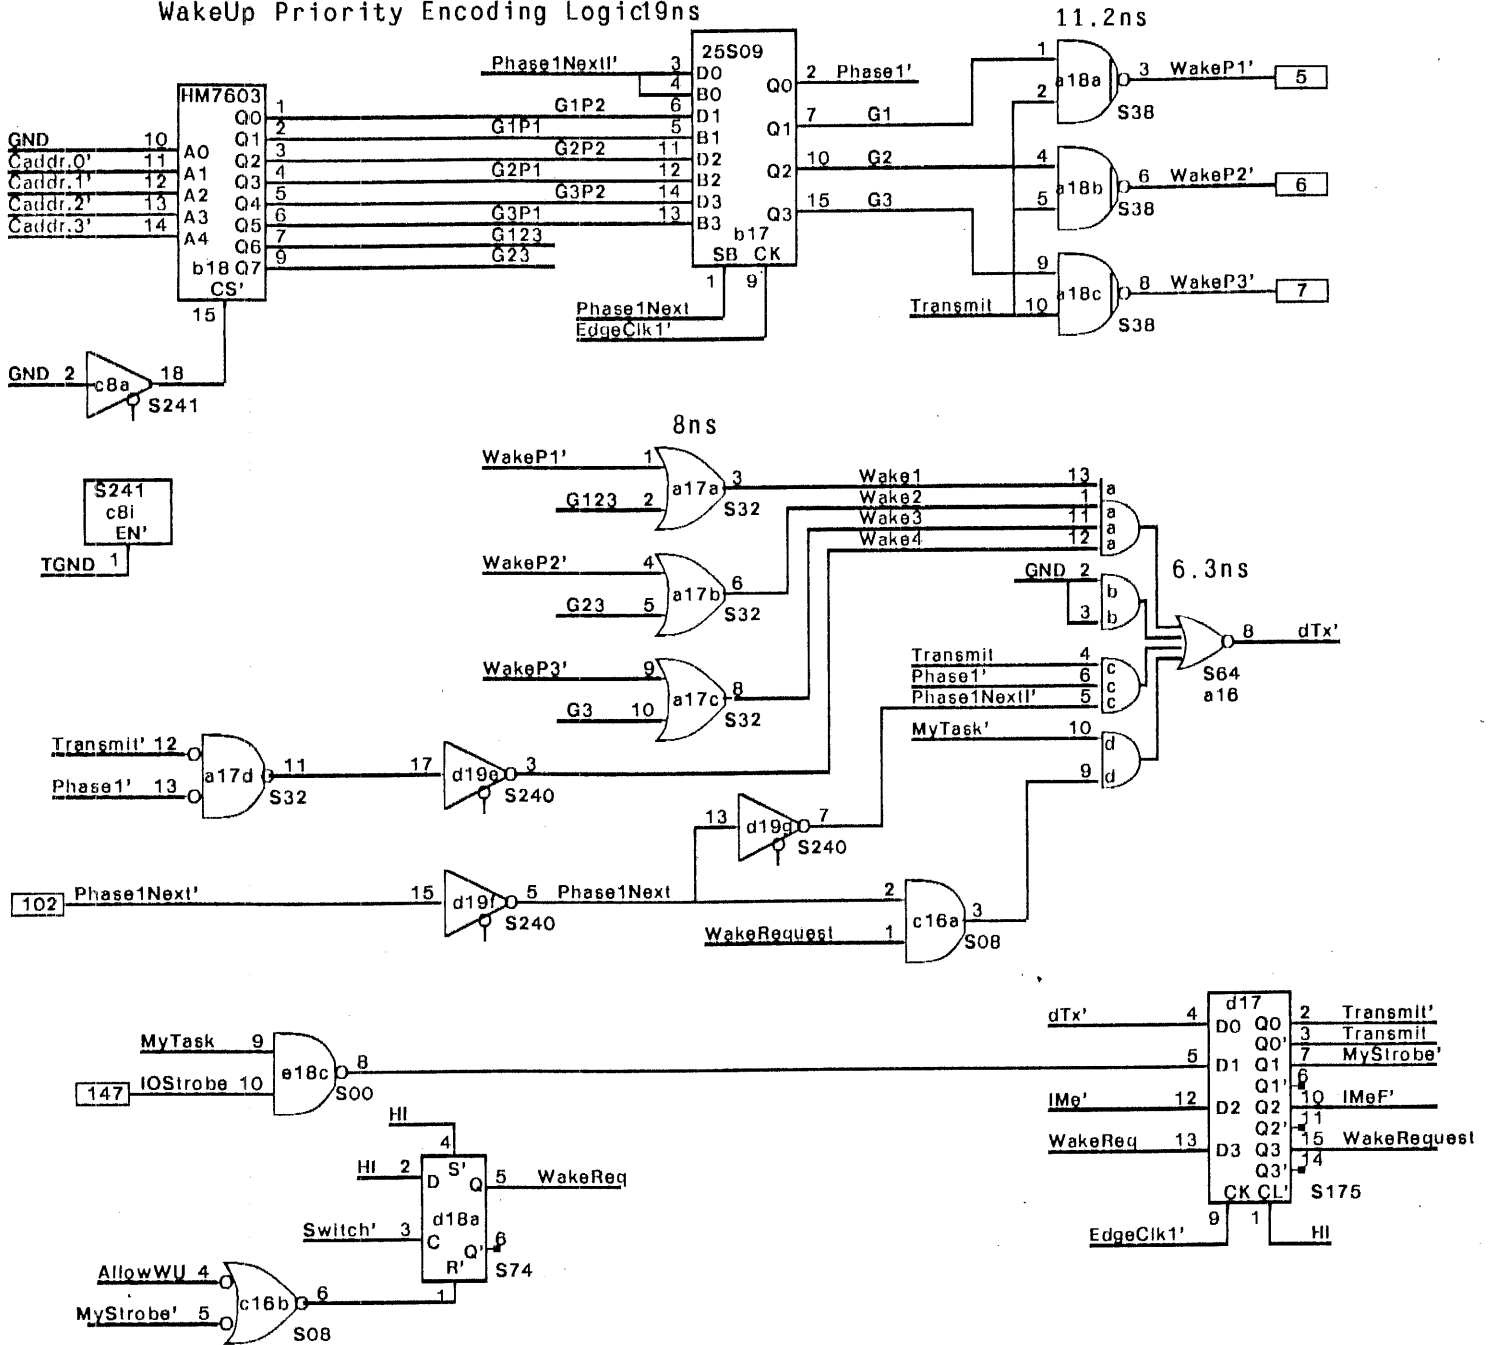 WakeUp Priority Encoding Logic19ns
11.2ns
HM7603
GND 10 A0
Caddr.0' 11 A1
Caddr.1' 12 A2
Caddr.2' 13 A3
Caddr.3' 14 A4
Q0 1 G1P2
Q1 2 G1P1
Q2 3 G2P2
Q3 4 G2P1
Q4 5 G3P2
Q5 6 G3P1
Q6 7 G123
b18 Q7 9 G23
CS'
15
GND 2 c8a 18
S241
25S09
Phase1NextII' 3 D0
4 B0
6 D1
5 B1
11 D2
12 B2
14 D3
13 B3
Q0 2 Phase1'
Q1 7 G1
Q2 10 G2
Q3 15 G3
b17
SB CK
1 9
Phase1Next
EdgeClk1'
1 a18a 3 WakeP1' 5
2 S38
4 a18b 6 WakeP2' 6
5 S38
9 a18c 8 WakeP3' 7
Transmit 10 S38
S241
c8i
EN'
TGND 1
8ns
WakeP1' 1 a17a 3
G123 2 S32
WakeP2' 4 a17b 6
G23 5 S32
WakeP3' 9 a17c 8
G3 10 S32
Wake1 13 a
Wake2 1 a
Wake3 11 a
Wake4 12 a
GND 2 b
3 b
6.3ns
Transmit 4 c
Phase1' 6 c
Phase1NextII' 5 c
MyTask' 10 d
9 d
8 dTx'
S64
a16
Transmit' 12 a17d 11
Phase1' 13 S32
17 d19e 3
S240
13 d19g 7
S240
102 Phase1Next' 15 d19f 5 Phase1Next
S240
2 c16a 3
WakeRequest 1 S08
MyTask 9 e18c 8
147 IOStrobe 10 S00
HI
4
HI 2 D S' Q 5 WakeReq
d18a
Switch' 3 C Q' 6
R' S74
1
AllowWU 4 c16b 6
MyStrobe' 5 S08
d17
dTx' 4 D0 Q0 2 Transmit'
Q0' 3 Transmit
5 D1 Q1 7 MyStrobe'
Q1' 6
IMe' 12 D2 Q2 10 IMeF'
Q2' 11
WakeReq 13 D3 Q3 15 WakeRequest
Q3' 14
CK CL' S175
9 1
EdgeClk1' HI